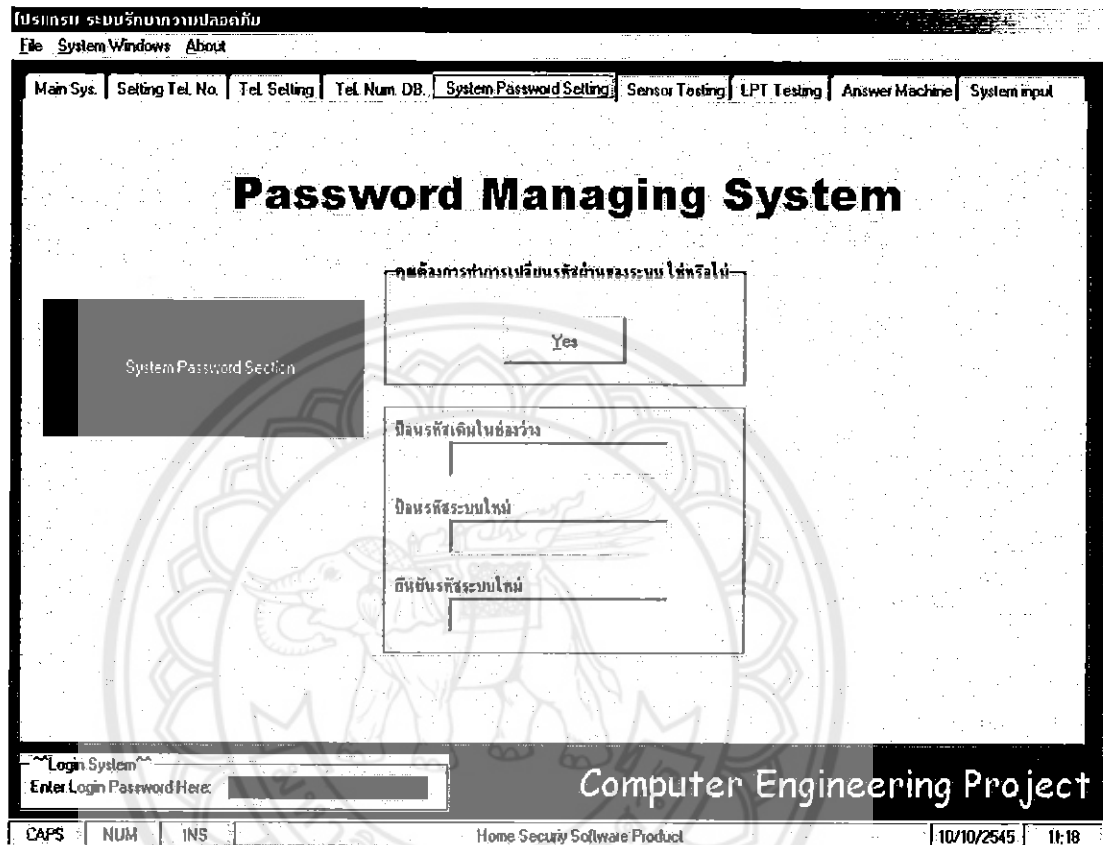 โปรแกรม ระบบรักษาความปลอดภัย
File System Windows About
Main Sys. Setting Tel. No. Tel. Setting Tel. Num. DB. System Password Setting Sensor Testing LPT Testing Answer Machine System input
Password Managing System
คุณต้องการทำการเปลี่ยนรหัสผ่านของระบบ ใช่หรือไม่
Yes
System Password Section
ป้อนรหัสเดิมในช่องว่าง
ป้อนรหัสระบบใหม่
ยืนยันรหัสระบบใหม่
^^Login System^^
Enter Login Password Here:
Computer Engineering Project
CAPS NUM INS Home Securiy Software Product 10/10/2545 11:18